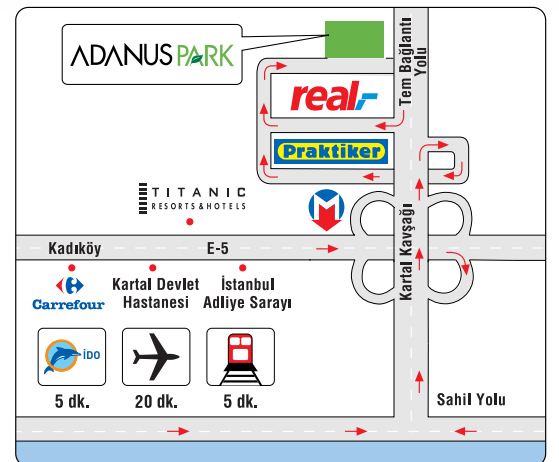 ADANUS PARK
Tem Bağlantı
Yolu
real,-
Praktiker
TITANIC
RESORTS & HOTELS
M
Kadıköy
E-5
Kartal Kavşağı
Carrefour
Kartal Devlet
Hastanesi
İstanbul
Adliye Sarayı
İDO
5 dk.
20 dk.
5 dk.
Sahil Yolu